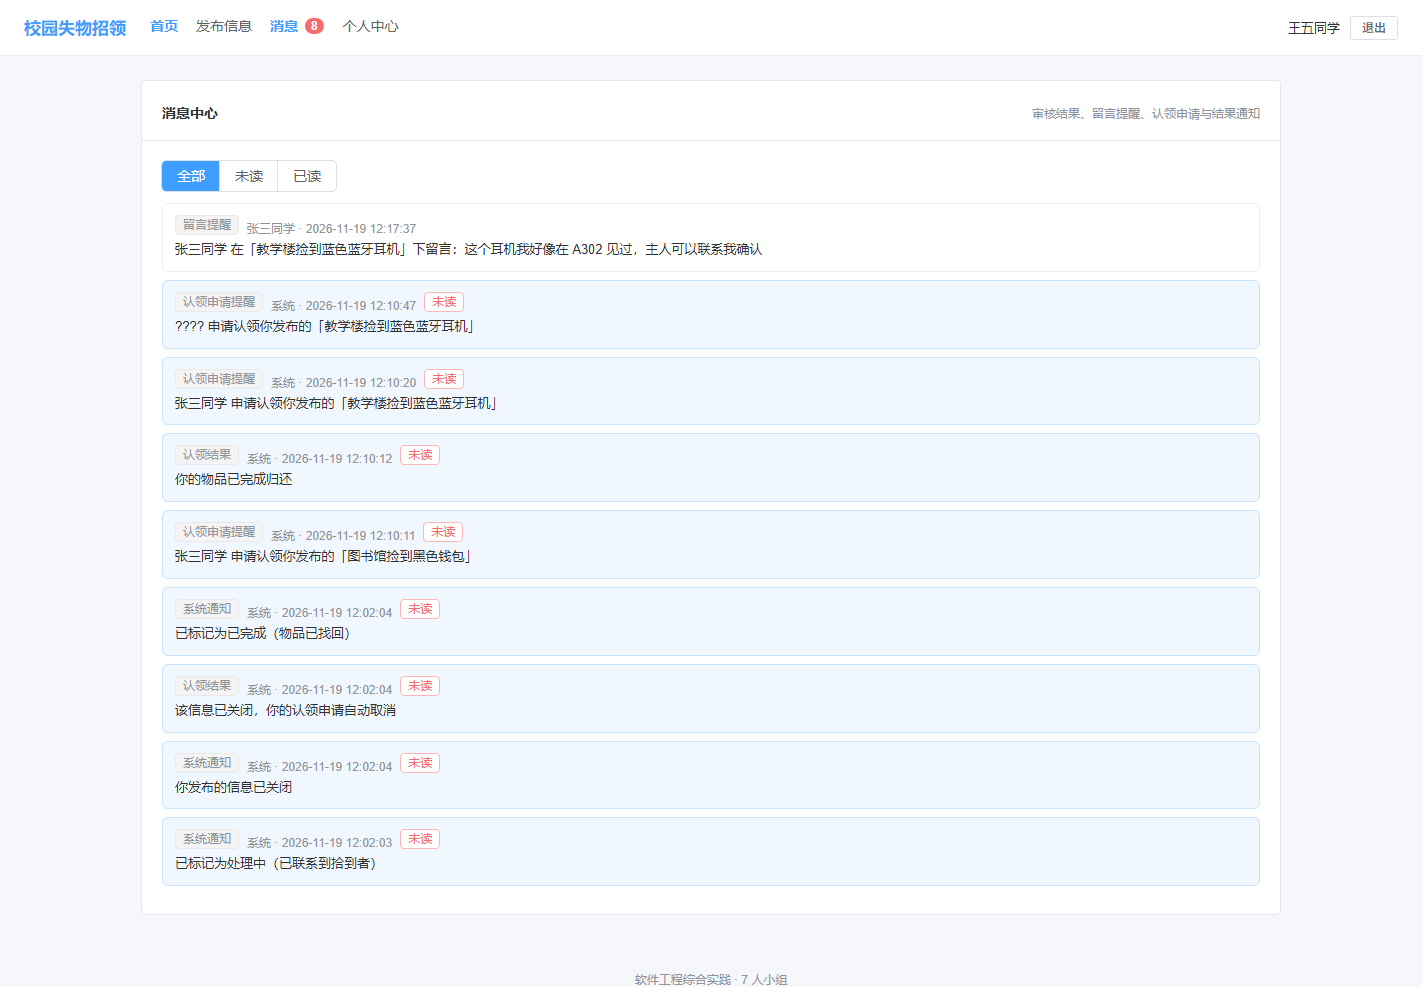 校园失物招领 首页 发布信息 消息 8 个人中心 王五同学 退出
消息中心 审核结果、留言提醒、认领申请与结果通知
全部 未读 已读
留言提醒 张三同学 · 2026-11-19 12:17:37
张三同学 在「教学楼捡到蓝色蓝牙耳机」下留言：这个耳机我好像在 A302 见过，主人可以联系我确认
认领申请提醒 系统 · 2026-11-19 12:10:47 未读
???? 申请认领你发布的「教学楼捡到蓝色蓝牙耳机」
认领申请提醒 系统 · 2026-11-19 12:10:20 未读
张三同学 申请认领你发布的「教学楼捡到蓝色蓝牙耳机」
认领结果 系统 · 2026-11-19 12:10:12 未读
你的物品已完成归还
认领申请提醒 系统 · 2026-11-19 12:10:11 未读
张三同学 申请认领你发布的「图书馆捡到黑色钱包」
系统通知 系统 · 2026-11-19 12:02:04 未读
已标记为已完成（物品已找回）
认领结果 系统 · 2026-11-19 12:02:04 未读
该信息已关闭，你的认领申请自动取消
系统通知 系统 · 2026-11-19 12:02:04 未读
你发布的信息已关闭
系统通知 系统 · 2026-11-19 12:02:03 未读
已标记为处理中（已联系到拾到者）
软件工程综合实践 · 7 人小组